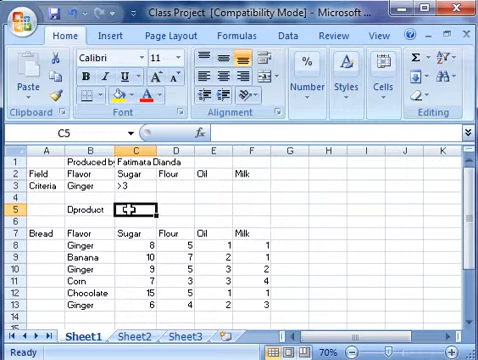 Class Project [Compatibility Mode] - Microsoft ...
Home Insert Page Layout Formulas Data Review View
Calibri 11
Paste B I U A A % A Σ
Number Styles Cells
Clipboard Font Alignment Editing
C5 fx
A B C D E F G H I J K
1 Produced by Fatimata Dianda
2 Field Flavor Sugar Flour Oil Milk
3 Criteria Ginger >3
4
5 Dproduct
6
7 Bread Flavor Sugar Flour Oil Milk
8 Ginger 8 5 1 1
9 Banana 10 7 2 1
10 Ginger 9 5 3 2
11 Corn 7 3 3 4
12 Chocolate 15 5 1 1
13 Ginger 6 4 2 3
14
Sheet1 Sheet2 Sheet3
70%